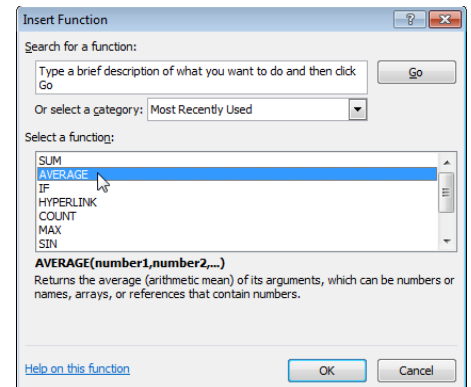 Insert Function
Search for a function:
Type a brief description of what you want to do and then click
Go
Go
Or select a category: Most Recently Used
Select a function:
SUM
AVERAGE
IF
HYPERLINK
COUNT
MAX
SIN
AVERAGE(number1,number2,...)
Returns the average (arithmetic mean) of its arguments, which can be numbers or
names, arrays, or references that contain numbers.
Help on this function
OK
Cancel